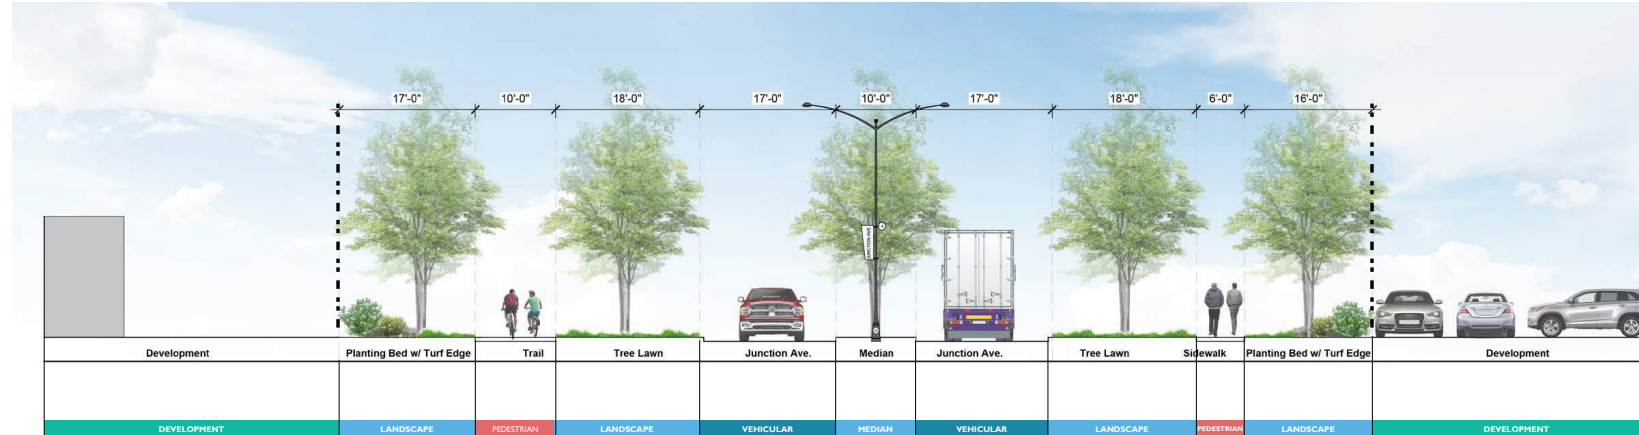 17'-0" 10'-0" 18'-0" 17'-0" 10'-0" 17'-0" 18'-0" 6'-0" 16'-0"
JUNCTION AVE.
Development Planting Bed w/ Turf Edge Trail Tree Lawn Junction Ave. Median Junction Ave. Tree Lawn Sidewalk Planting Bed w/ Turf Edge Development
DEVELOPMENT LANDSCAPE PEDESTRIAN LANDSCAPE VEHICULAR MEDIAN VEHICULAR LANDSCAPE PEDESTRIAN LANDSCAPE DEVELOPMENT